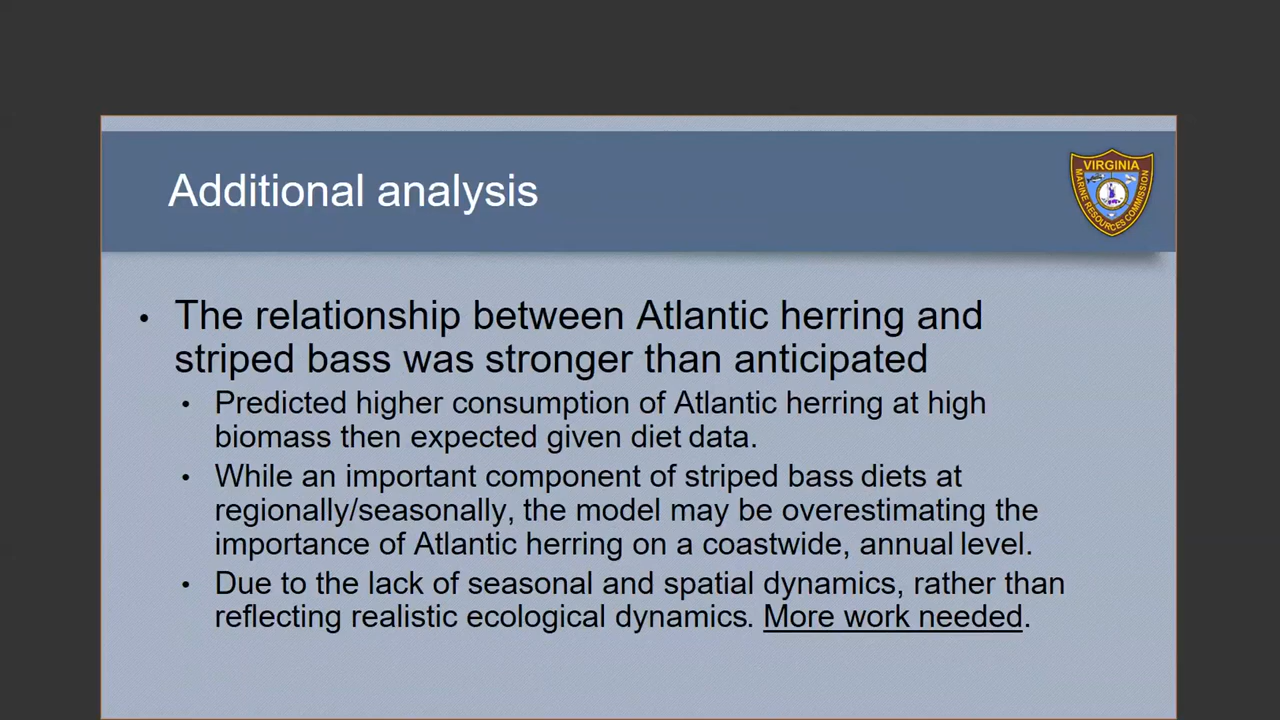 Additional analysis
VIRGINIA
MARINE RESOURCES COMMISSION
• The relationship between Atlantic herring and
striped bass was stronger than anticipated
• Predicted higher consumption of Atlantic herring at high
biomass then expected given diet data.
• While an important component of striped bass diets at
regionally/seasonally, the model may be overestimating the
importance of Atlantic herring on a coastwide, annual level.
• Due to the lack of seasonal and spatial dynamics, rather than
reflecting realistic ecological dynamics. More work needed.